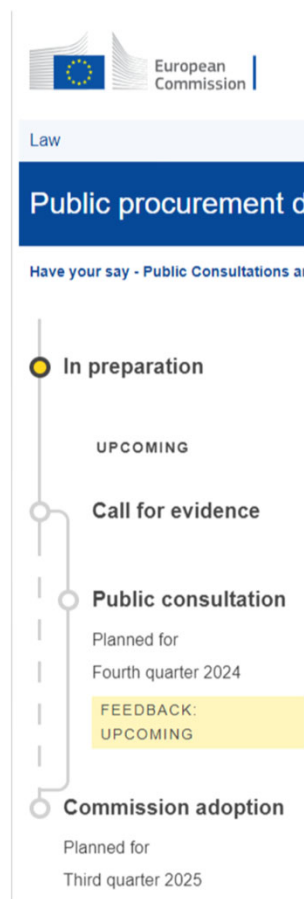 European
Commission
Law
Public procurement d
Have your say - Public Consultations a
In preparation
UPCOMING
Call for evidence
Public consultation
Planned for
Fourth quarter 2024
FEEDBACK:
UPCOMING
Commission adoption
Planned for
Third quarter 2025